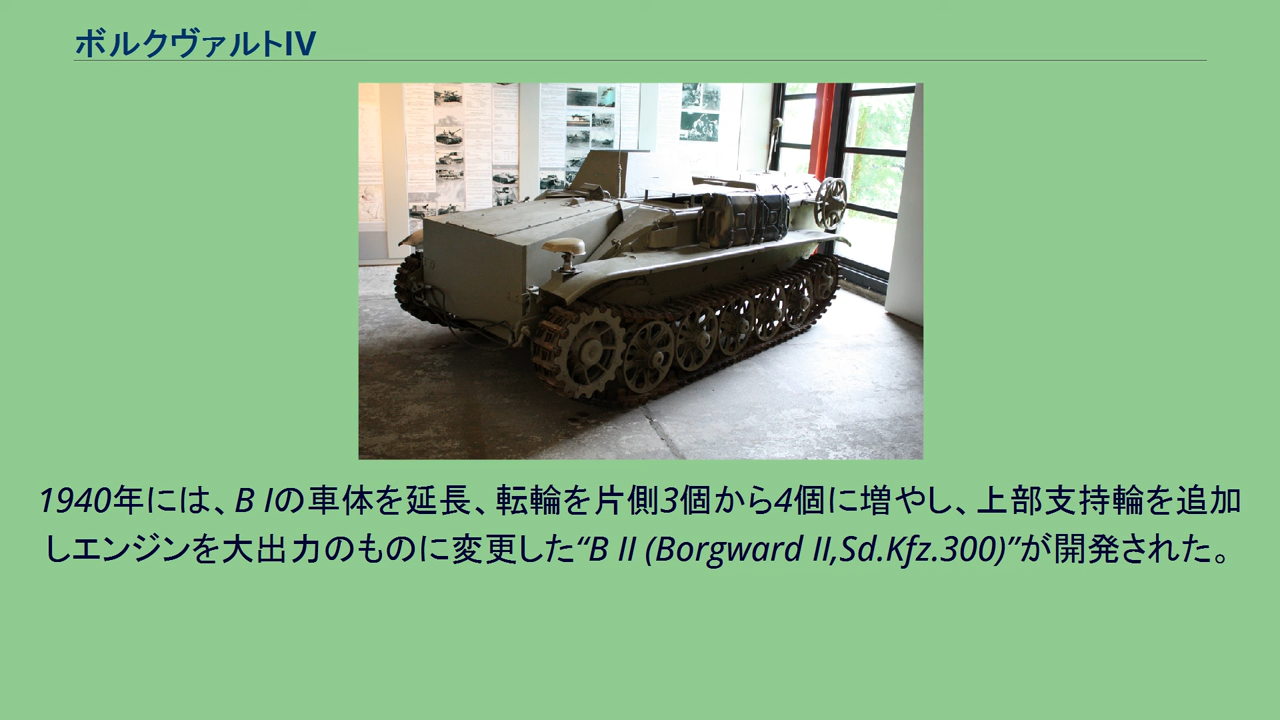 ボルクヴァルトIV
1940年には、B Iの車体を延長、転輪を片側3個から4個に増やし、上部支持輪を追加
しエンジンを大出力のものに変更した“B II (Borgward II,Sd.Kfz.300)”が開発された。